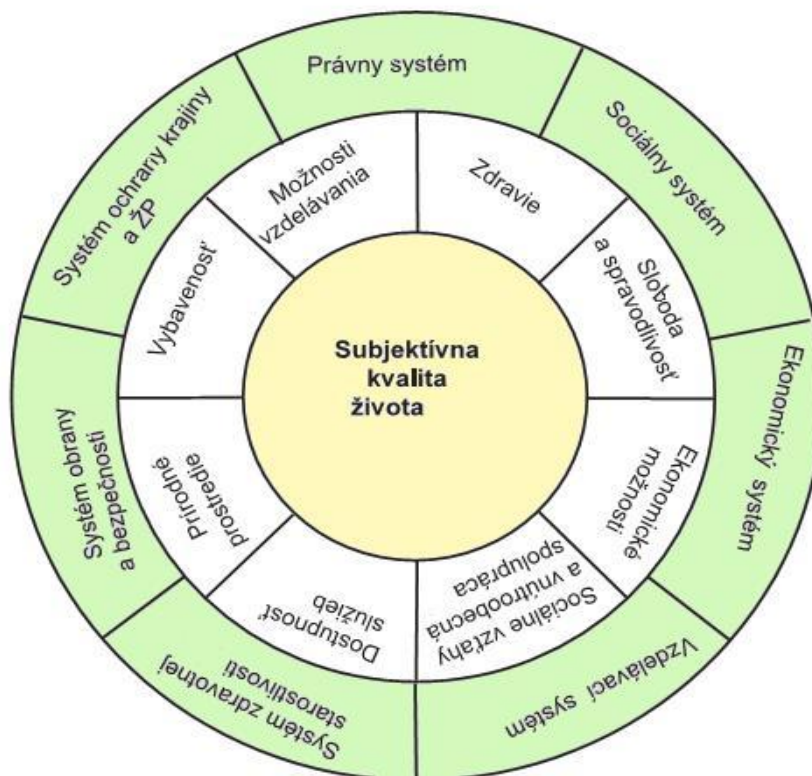 Právny systém
Sociálny systém
Ekonomický systém
Vzdelávací systém
Systém zdravotnej
starostlivosti
Systém obrany
a bezpečnosti
Systém ochrany krajiny
a ŽP
Možnosti
vzdelávania
Zdravie
Sloboda
a spravodlivosť
Ekonomické
možnosti
Sociálne vzťahy
a vnútroobecná
spolupráca
Dostupnosť
služieb
Prírodné
prostredie
Vybavenosť
Subjektívna
kvalita
života